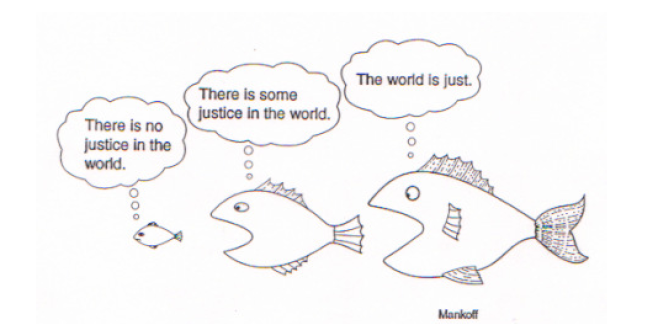 There is no
justice in the
world.
There is some
justice in the world.
The world is just.
Mankoff